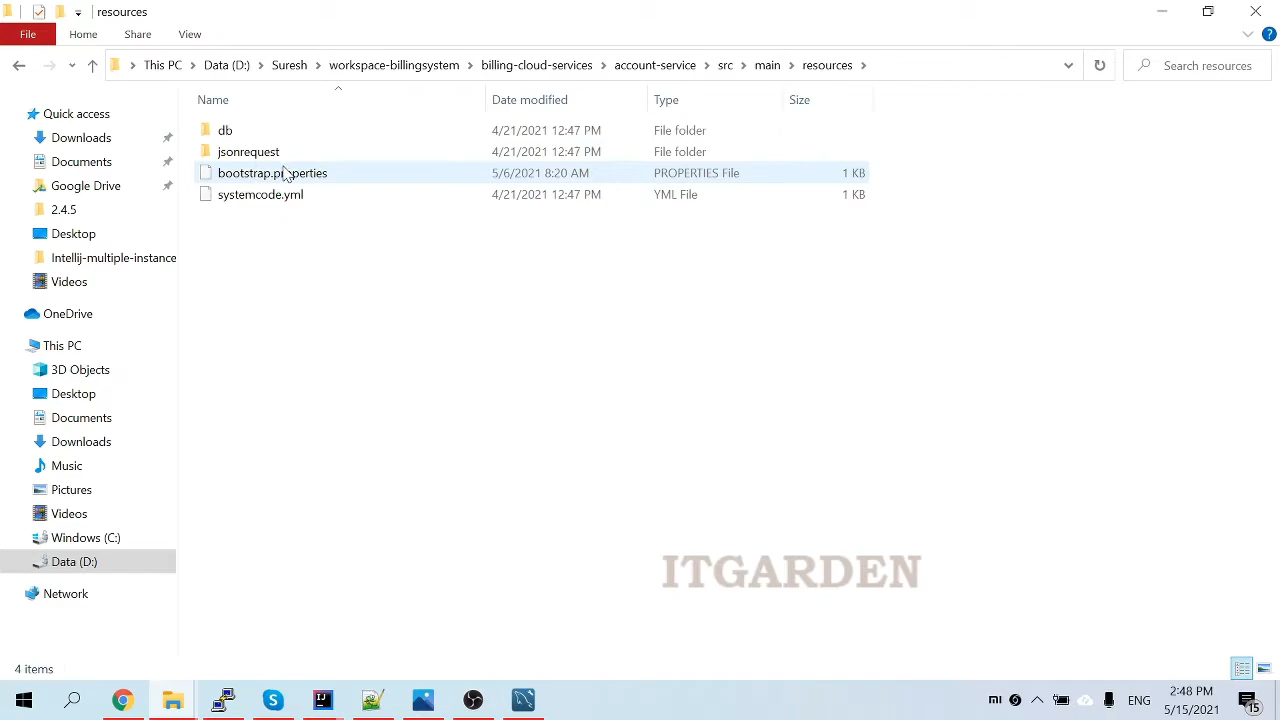 resources
File Home Share View
This PC Data (D:) Suresh workspace-billingsystem billing-cloud-services account-service src main resources
Search resources
Name Date modified Type Size
Quick access
Downloads
Documents
Google Drive
2.4.5
Desktop
Intellij-multiple-instance
Videos
OneDrive
This PC
3D Objects
Desktop
Documents
Downloads
Music
Pictures
Videos
Windows (C:)
Data (D:)
Network
db 4/21/2021 12:47 PM File folder
jsonrequest 4/21/2021 12:47 PM File folder
bootstrap.properties 5/6/2021 8:20 AM PROPERTIES File 1 KB
systemcode.yml 4/21/2021 12:47 PM YML File 1 KB
ITGARDEN
4 items
ENG
2:48 PM
5/15/2021
15